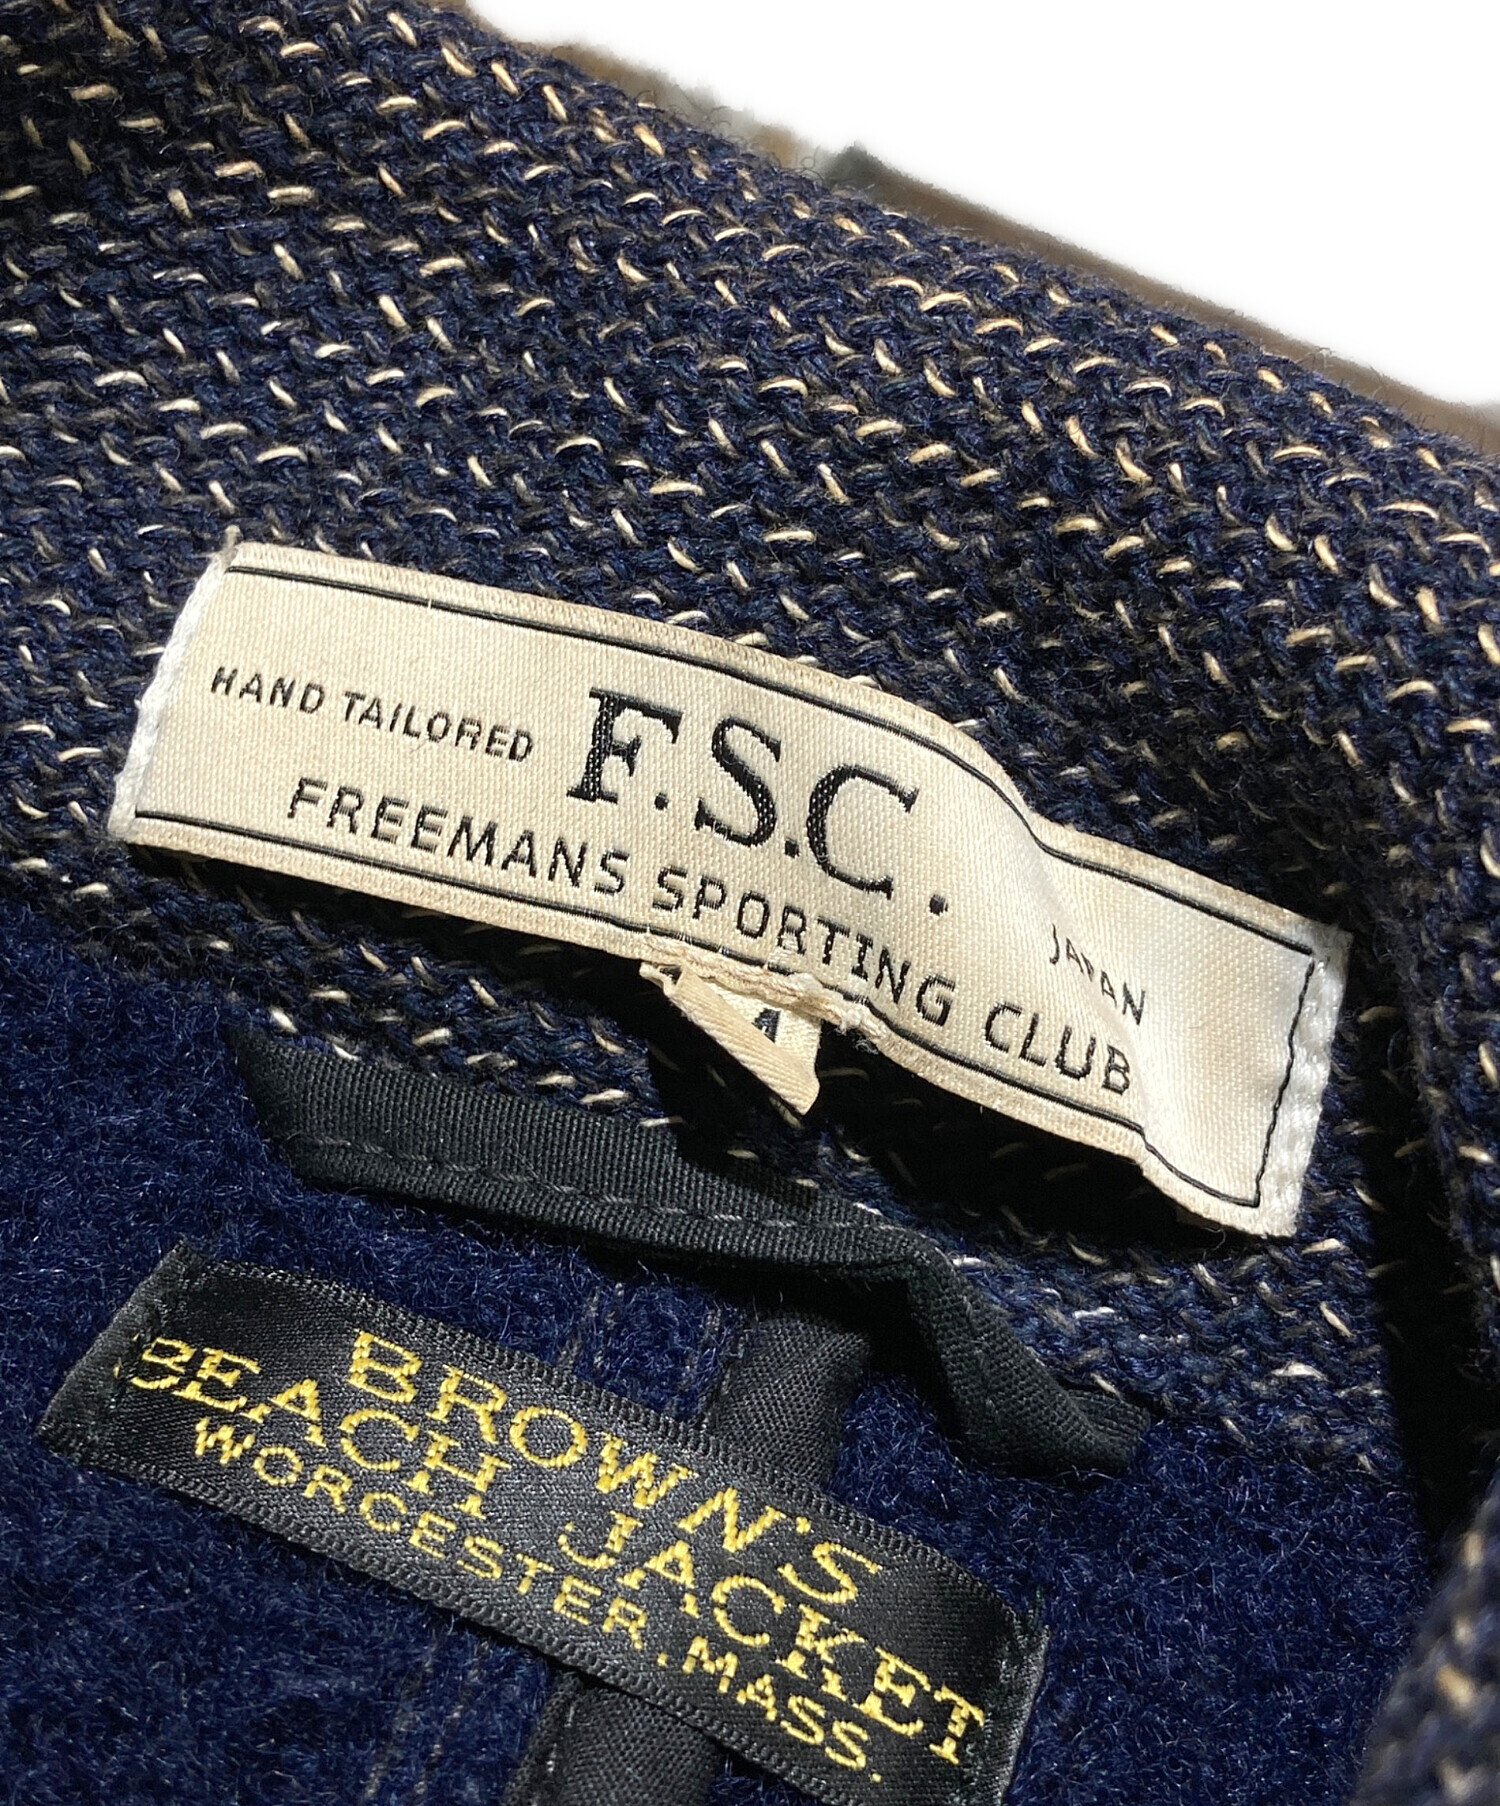 HAND TAILORED F.S.C. JAPAN
FREEMANS SPORTING CLUB
BROWN'S
BEACH JACKET
WORCESTER, MASS.